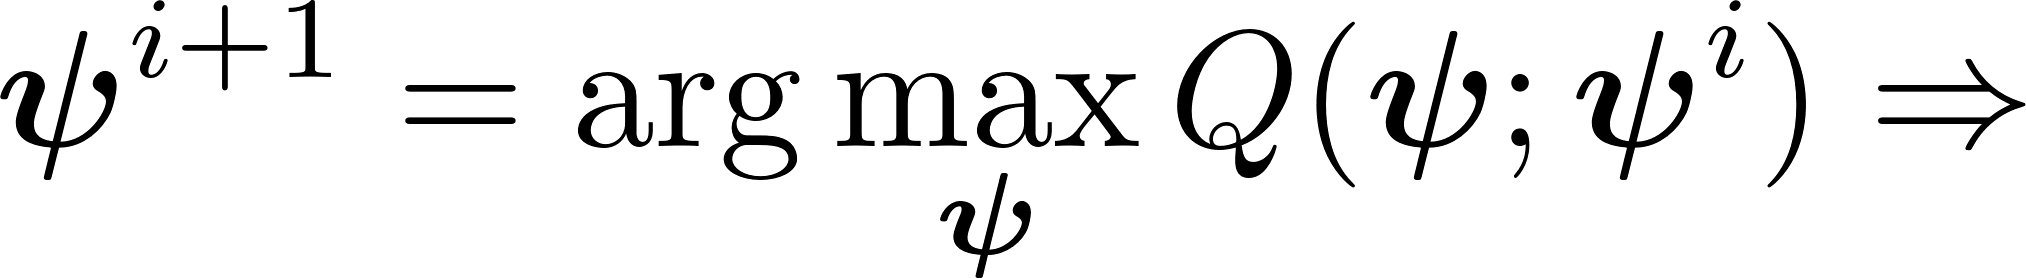 𝝍^{i+1} = arg max_𝝍 Q(𝝍; 𝝍^i) ⇒